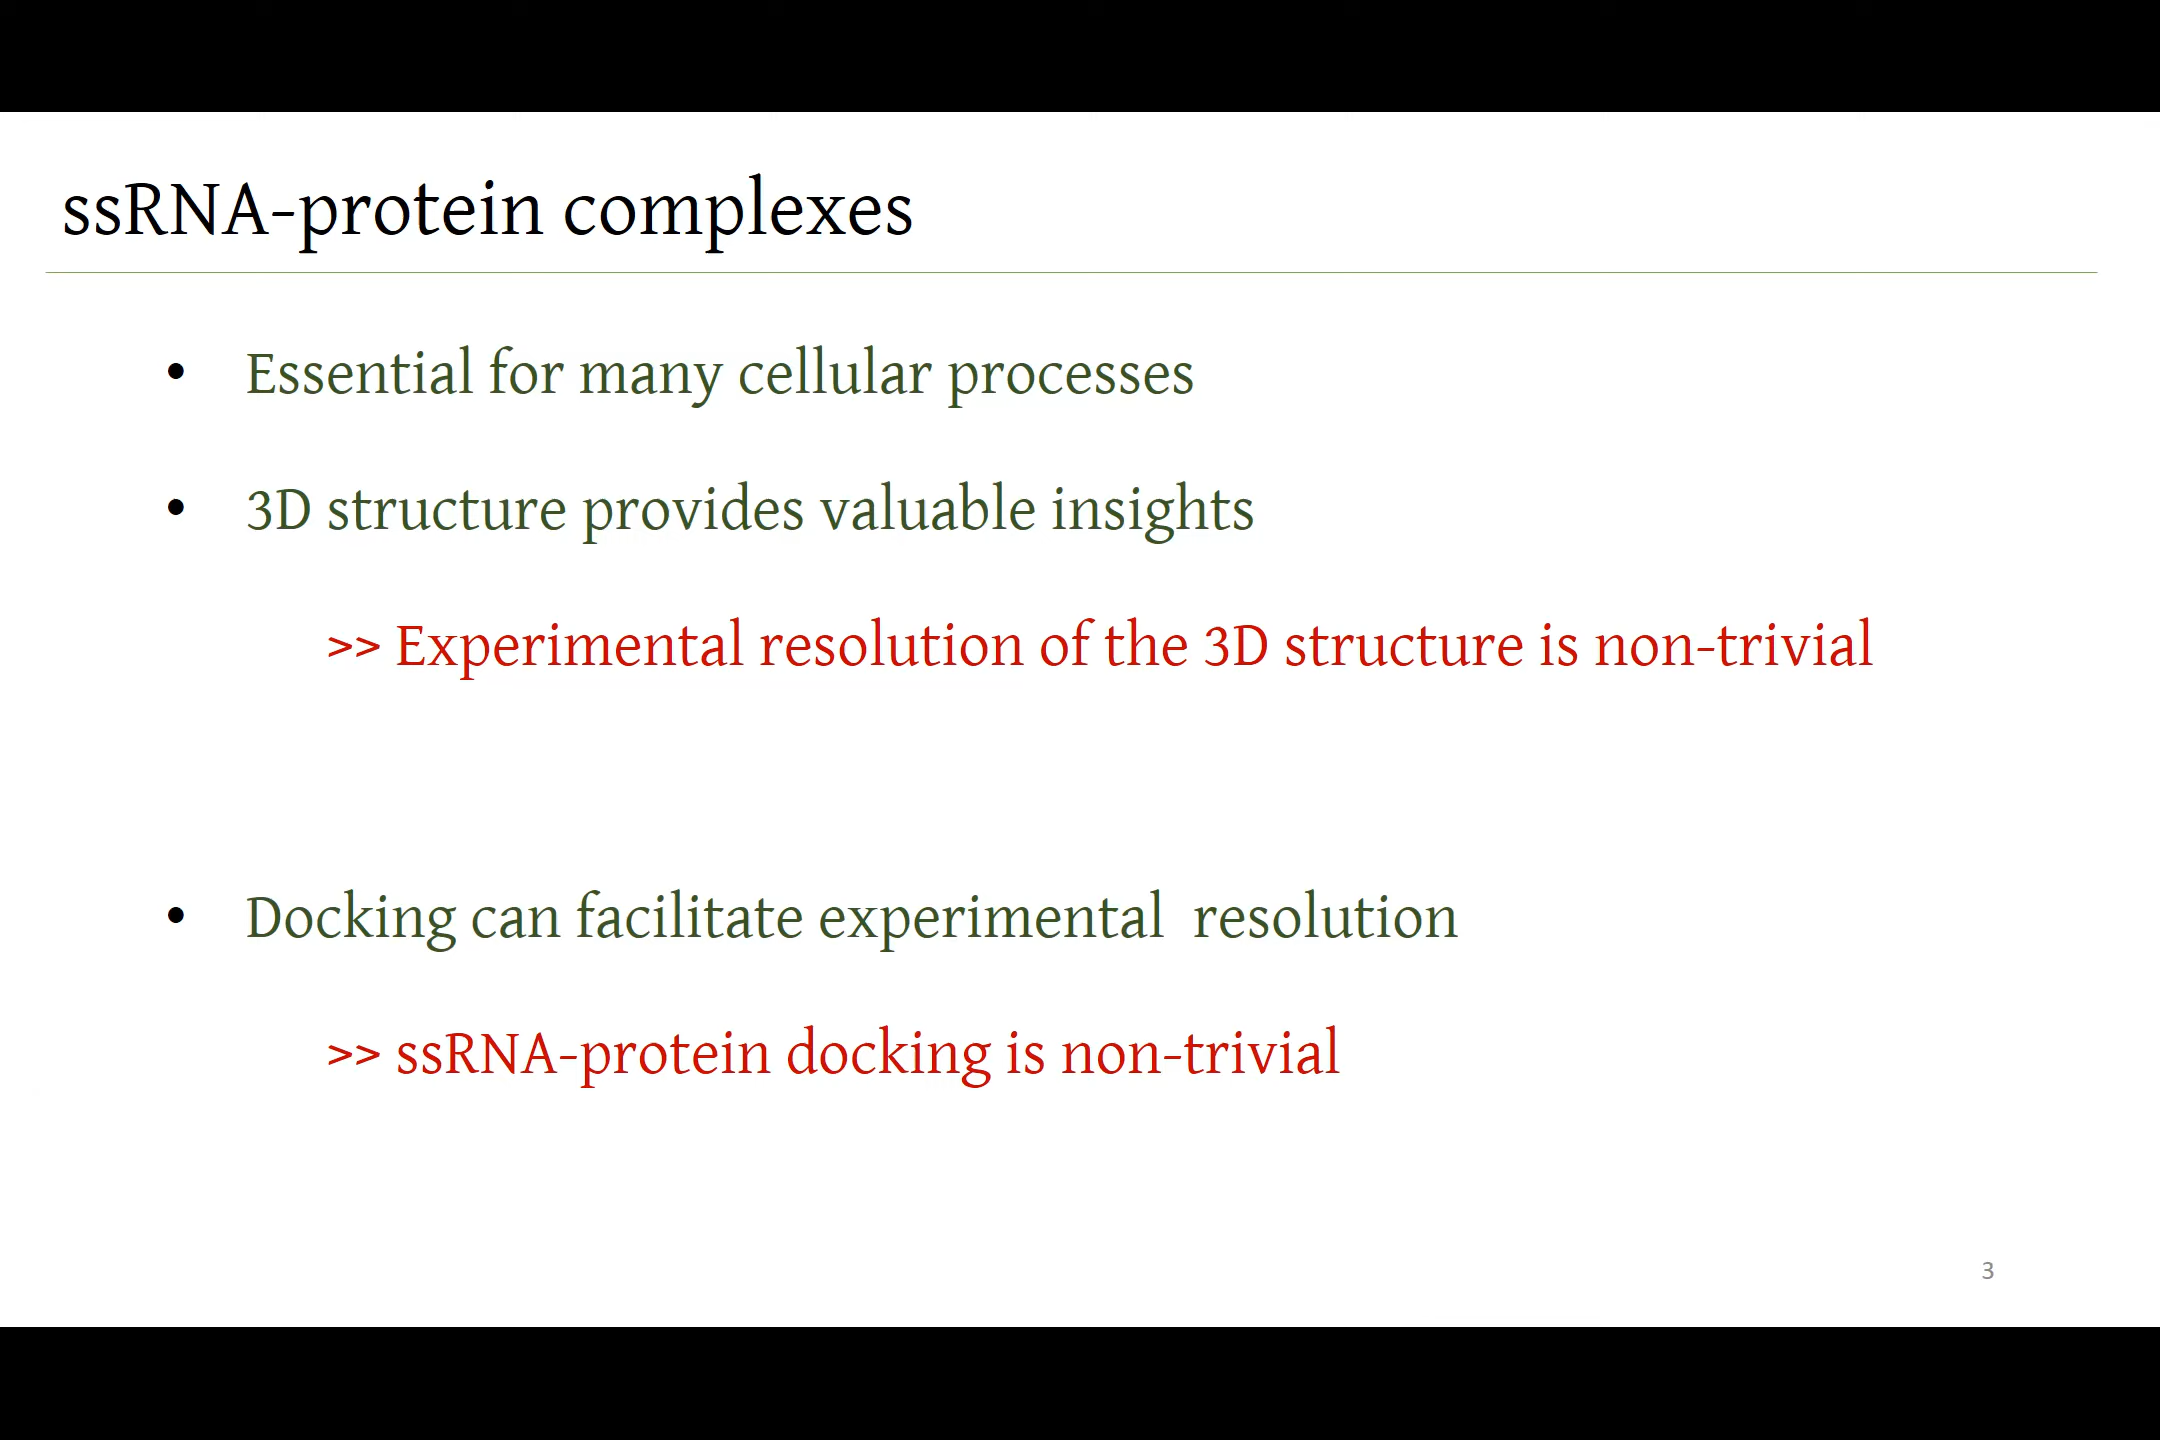 ssRNA-protein complexes
• Essential for many cellular processes
• 3D structure provides valuable insights
>> Experimental resolution of the 3D structure is non-trivial
• Docking can facilitate experimental  resolution
>> ssRNA-protein docking is non-trivial
3